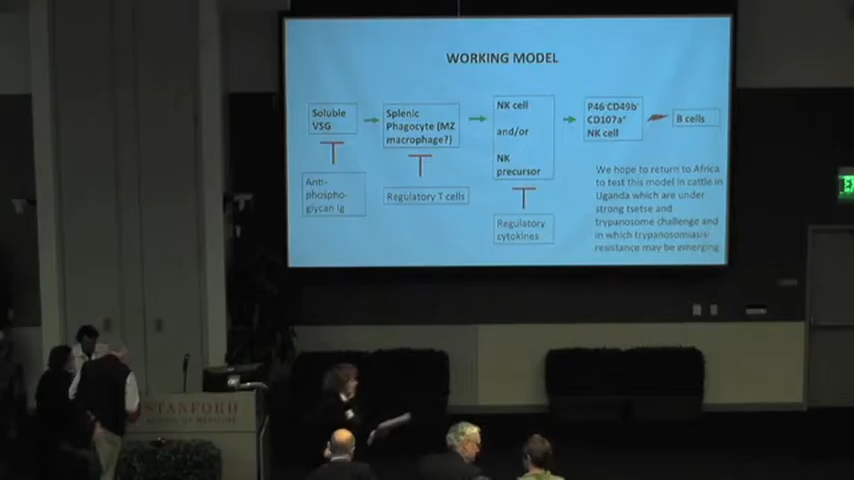 WORKING MODEL
Soluble
VSG
Splenic
Phagocyte (MZ
macrophage?)
NK cell
and/or
NK
precursor
P46⁻CD49b⁻
CD107a⁺
NK cell
B cells
Anti-
phospho-
glycan Ig
Regulatory T cells
Regulatory
cytokines
We hope to return to Africa
to test this model in cattle in
Uganda which are under
strong tsetse and
trypanosome challenge and
in which trypanosomiasis-
resistance may be emerging
STANFORD
SCHOOL OF MEDICINE